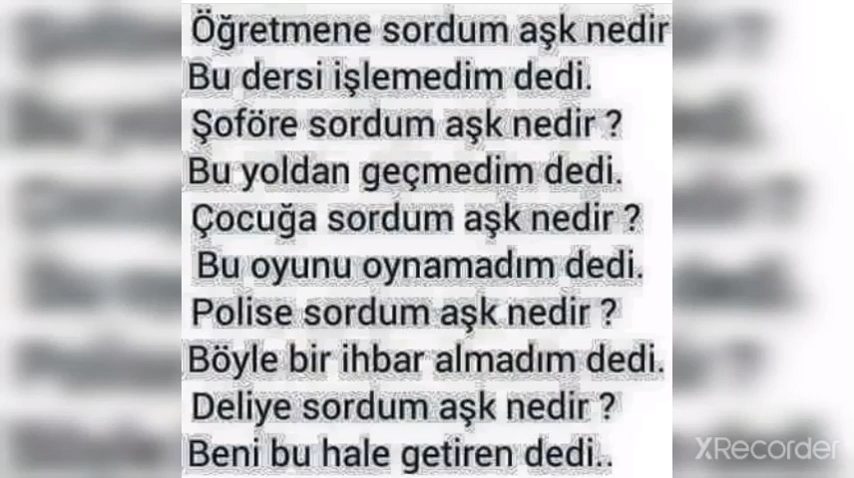 Öğretmene sordum aşk nedir
Bu dersi işlemedim dedi.
Şoföre sordum aşk nedir ?
Bu yoldan geçmedim dedi.
Çocuğa sordum aşk nedir ?
Bu oyunu oynamadım dedi.
Polise sordum aşk nedir ?
Böyle bir ihbar almadım dedi.
Deliye sordum aşk nedir ?
Beni bu hale getiren dedi..
XRecorder